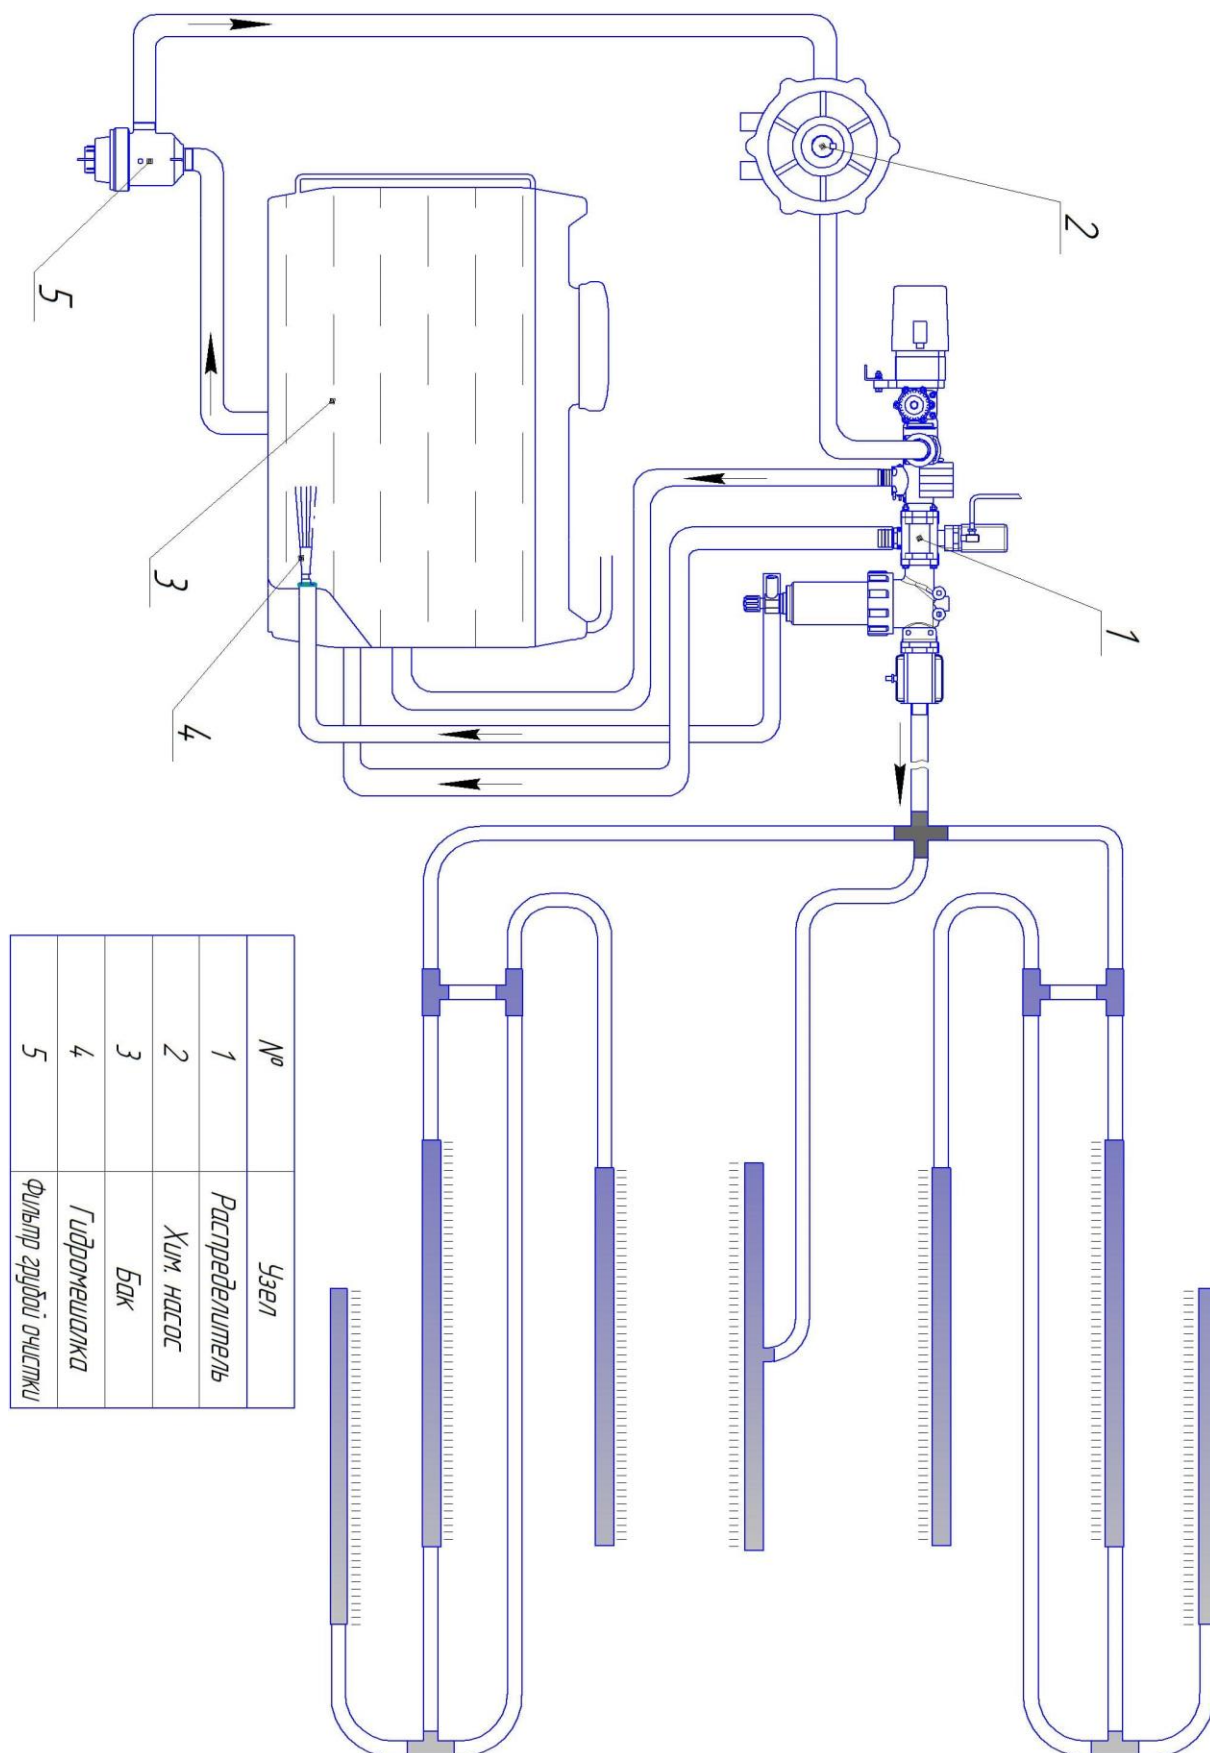 2
5
3
1
4
№ Узел
1 Распределитель
2 Хим. насос
3 Бак
4 Гидромешалка
5 Фильтр грубой очистки